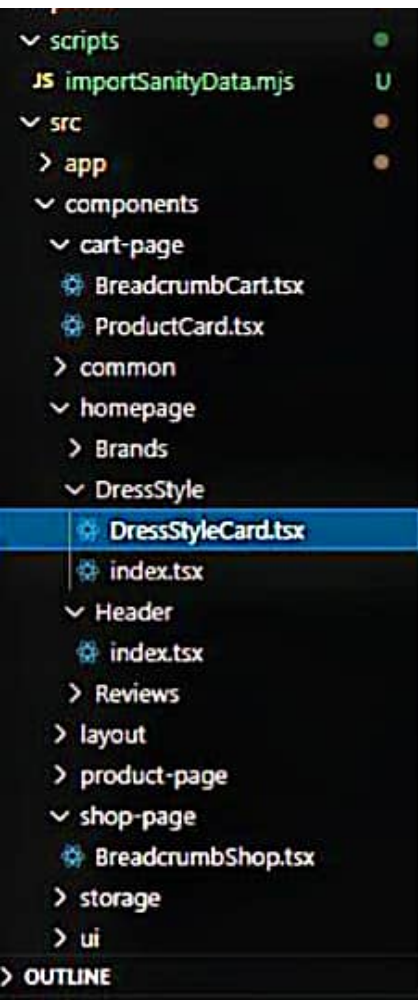 scripts
JS importSanityData.mjs U
src
app
components
cart-page
BreadcrumbCart.tsx
ProductCard.tsx
common
homepage
Brands
DressStyle
DressStyleCard.tsx
index.tsx
Header
index.tsx
Reviews
layout
product-page
shop-page
BreadcrumbShop.tsx
storage
ui
OUTLINE